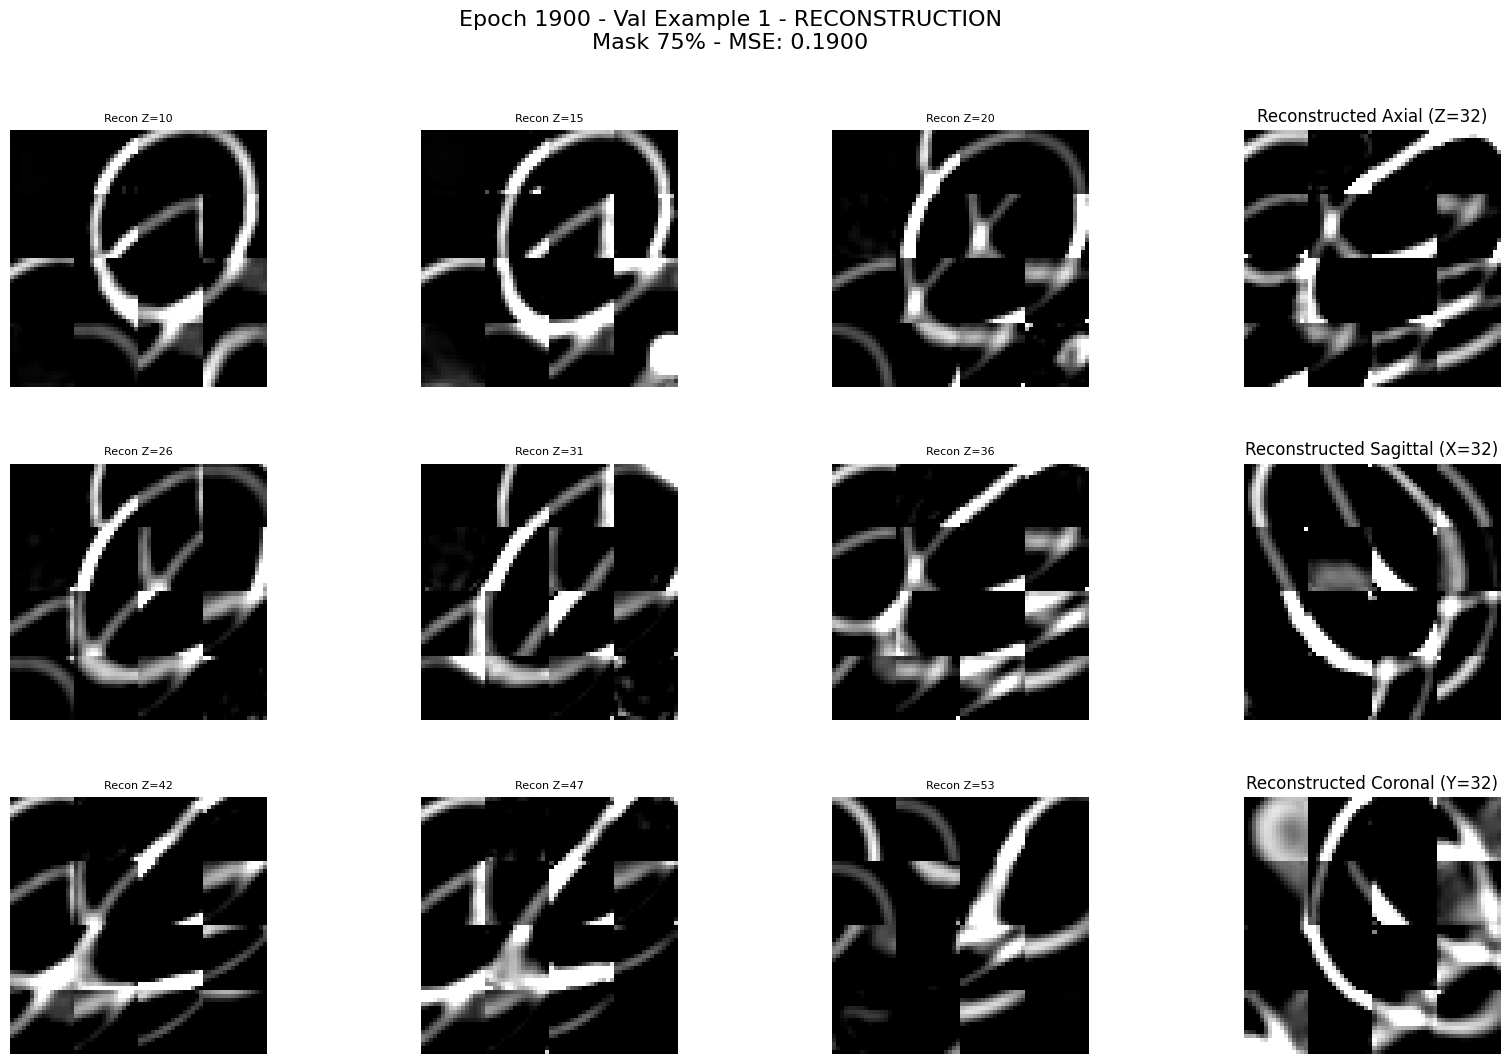 Epoch 1900 - Val Example 1 - RECONSTRUCTION
Mask 75% - MSE: 0.1900
Recon Z=10
Recon Z=15
Recon Z=20
Reconstructed Axial (Z=32)
Recon Z=26
Recon Z=31
Recon Z=36
Reconstructed Sagittal (X=32)
Recon Z=42
Recon Z=47
Recon Z=53
Reconstructed Coronal (Y=32)